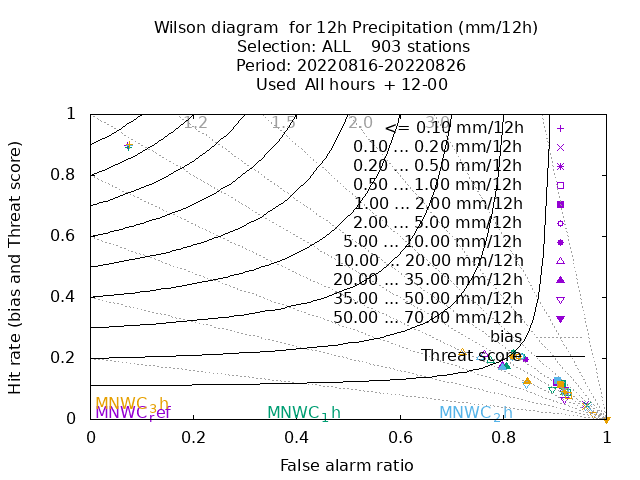 Wilson diagram  for 12h Precipitation (mm/12h)
Selection: ALL    903 stations
Period: 20220816-20220826
Used  All hours  + 12-00
Hit rate (bias and Threat score)
1
0.8
0.6
0.4
0.2
0
1.2
1.5
2.0
3.0
<= 0.10 mm/12h
0.10 ... 0.20 mm/12h
0.20 ... 0.50 mm/12h
0.50 ... 1.00 mm/12h
1.00 ... 2.00 mm/12h
2.00 ... 5.00 mm/12h
5.00 ... 10.00 mm/12h
10.00 ... 20.00 mm/12h
20.00 ... 35.00 mm/12h
35.00 ... 50.00 mm/12h
50.00 ... 70.00 mm/12h
bias
Threat score
MNWC_3h
MNWC_ref
MNWC_1h
MNWC_2h
0
0.2
0.4
0.6
0.8
1
False alarm ratio